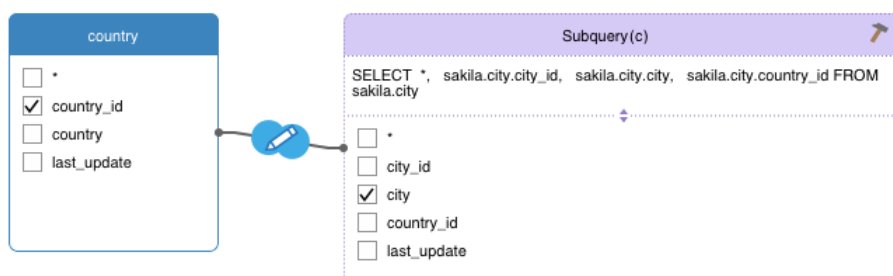 country
*
country_id
country
last_update
Subquery(c)
SELECT *, sakila.city.city_id, sakila.city.city, sakila.city.country_id FROM
sakila.city
*
city_id
city
country_id
last_update